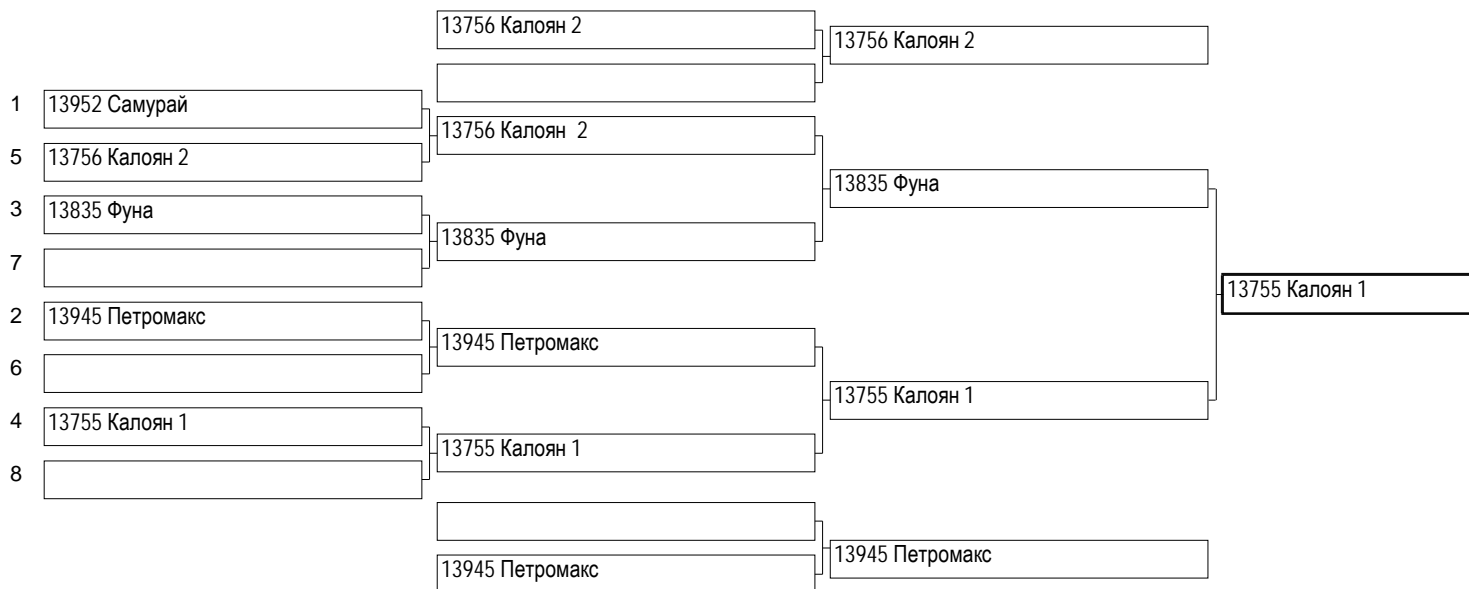 13756 Калоян 2
13756 Калоян 2
1 13952 Самурай
13756 Калоян  2
5 13756 Калоян 2
13835 Фуна
3 13835 Фуна
13835 Фуна
7
13755 Калоян 1
2 13945 Петромакс
13945 Петромакс
6
13755 Калоян 1
4 13755 Калоян 1
13755 Калоян 1
8
13945 Петромакс
13945 Петромакс